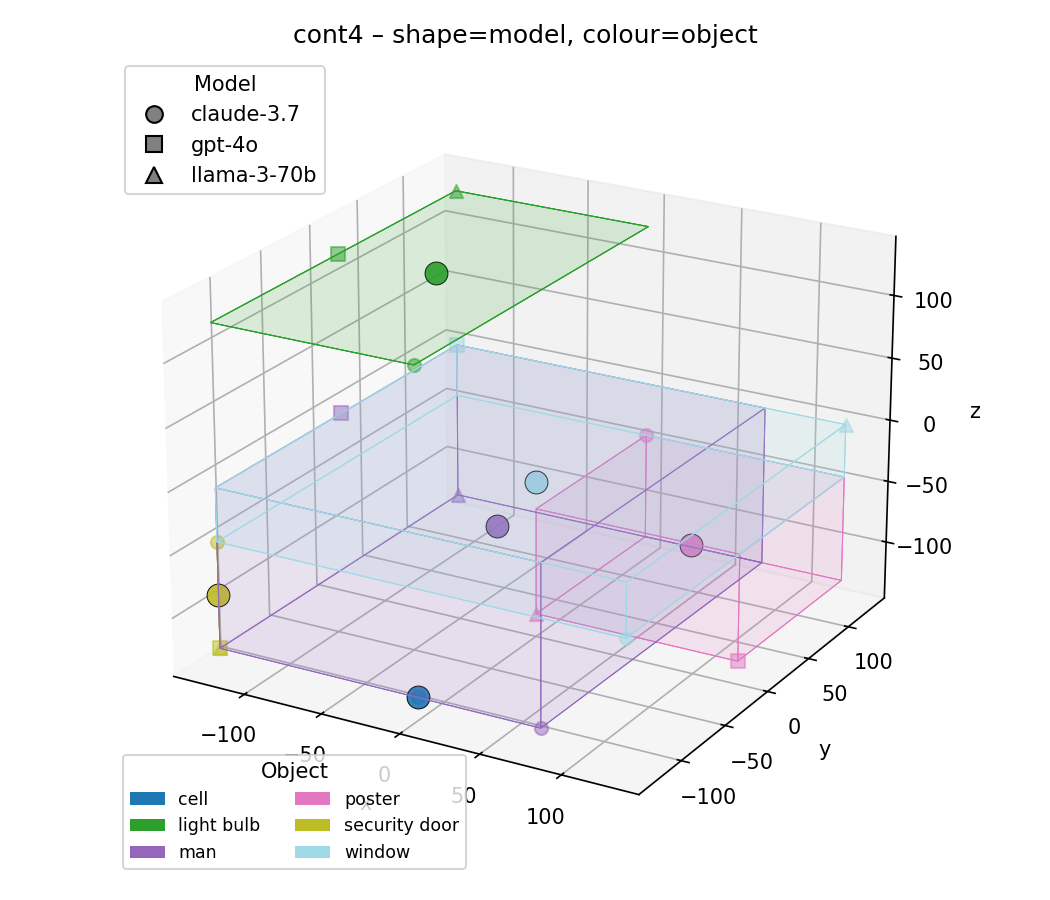 cont4 – shape=model, colour=object
Model
claude-3.7
gpt-4o
llama-3-70b
100
50
0
−50
−100
z
100
50
0
−50
−100
y
−100
−50
0
50
100
x
Object
cell
light bulb
man
poster
security door
window